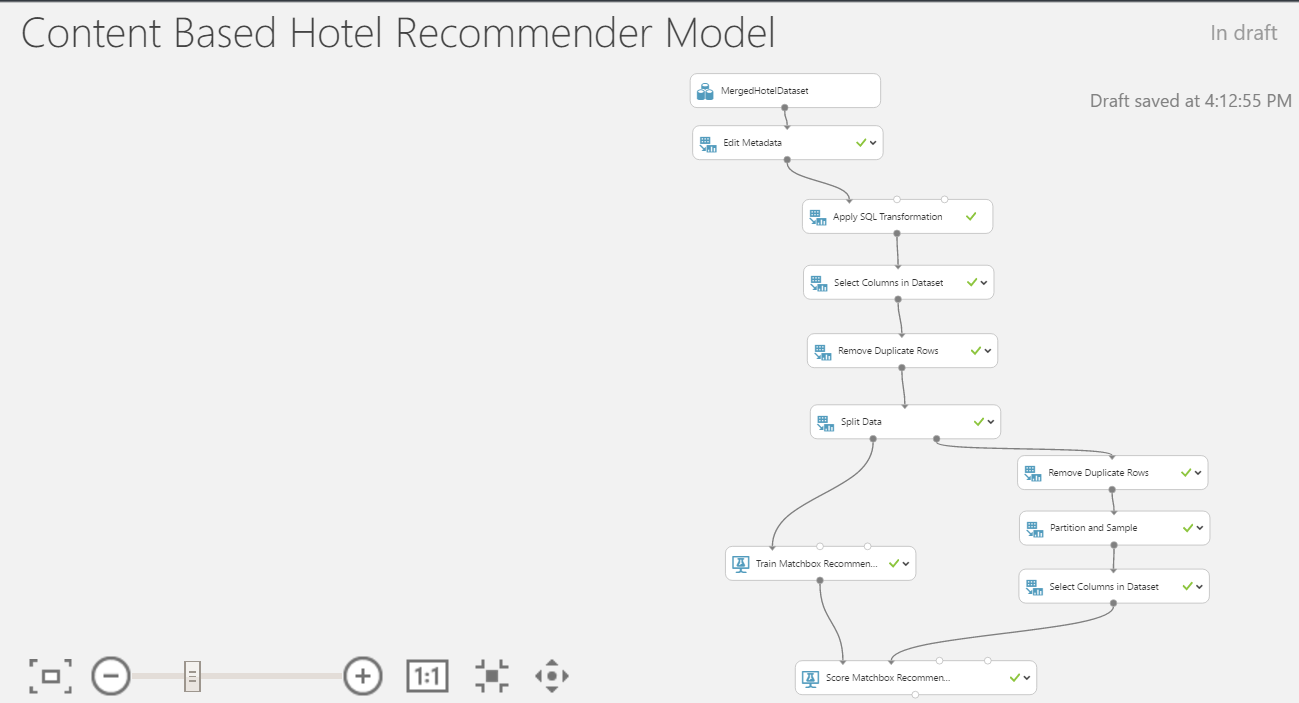 Content Based Hotel Recommender Model
In draft
Draft saved at 4:12:55 PM
MergedHotelDataset
Edit Metadata
Apply SQL Transformation
Select Columns in Dataset
Remove Duplicate Rows
Split Data
Remove Duplicate Rows
Partition and Sample
Train Matchbox Recommen...
Select Columns in Dataset
Score Matchbox Recommen...
1:1